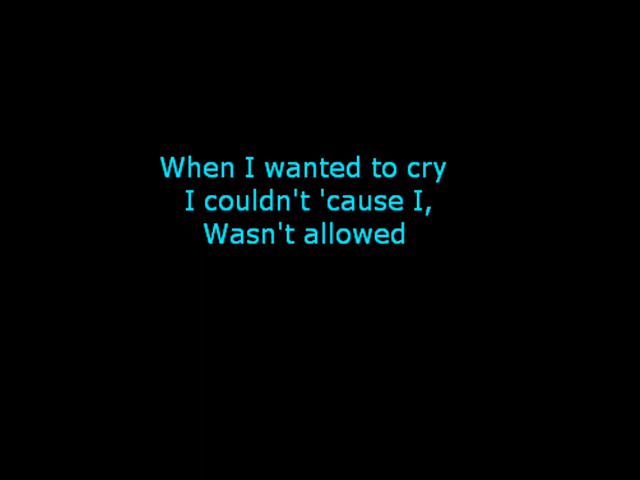 When I wanted to cry
I couldn't 'cause I,
Wasn't allowed